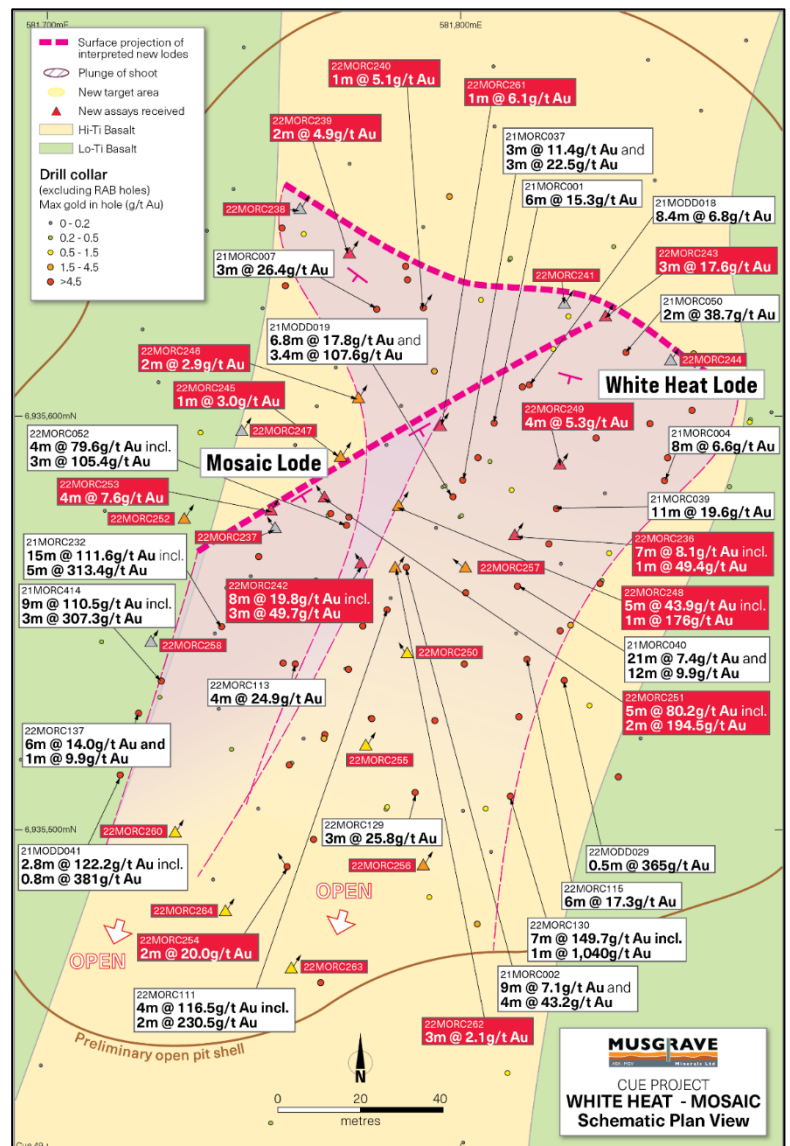 581,700mE
581,800mE
Surface projection of
interpreted new lodes
Plunge of shoot
New target area
New assays received
Hi-Ti Basalt
Lo-Ti Basalt
Drill collar
(excluding RAB holes)
Max gold in hole (g/t Au)
0 - 0.2
0.2 - 0.5
0.5 - 1.5
1.5 - 4.5
>4.5
22MORC240
1m @ 5.1g/t Au
22MORC261
1m @ 6.1g/t Au
22MORC239
2m @ 4.9g/t Au
21MORC037
3m @ 11.4g/t Au and
3m @ 22.5g/t Au
21MORC001
6m @ 15.3g/t Au
21MODD018
8.4m @ 6.8g/t Au
22MORC238
21MORC007
3m @ 26.4g/t Au
22MORC241
22MORC243
3m @ 17.6g/t Au
21MORC050
2m @ 38.7g/t Au
21MODD019
6.8m @ 17.8g/t Au and
3.4m @ 107.6g/t Au
22MORC246
2m @ 2.9g/t Au
22MORC244
White Heat Lode
22MORC245
1m @ 3.0g/t Au
6,935,600mN
22MORC249
4m @ 5.3g/t Au
22MORC247
22MORC052
4m @ 79.6g/t Au incl.
3m @ 105.4g/t Au
21MORC004
8m @ 6.6g/t Au
Mosaic Lode
22MORC253
4m @ 7.6g/t Au
21MORC039
11m @ 19.6g/t Au
22MORC252
22MORC237
22MORC236
7m @ 8.1g/t Au incl.
1m @ 49.4g/t Au
21MORC232
15m @ 111.6g/t Au incl.
5m @ 313.4g/t Au
22MORC257
22MORC242
8m @ 19.8g/t Au incl.
3m @ 49.7g/t Au
22MORC248
5m @ 43.9g/t Au incl.
1m @ 176g/t Au
21MORC414
9m @ 110.5g/t Au incl.
3m @ 307.3g/t Au
22MORC258
22MORC250
21MORC040
21m @ 7.4g/t Au and
12m @ 9.9g/t Au
22MORC113
4m @ 24.9g/t Au
22MORC251
5m @ 80.2g/t Au incl.
2m @ 194.5g/t Au
22MORC137
6m @ 14.0g/t Au and
1m @ 9.9g/t Au
22MORC255
22MORC260
6,935,500mN
22MORC129
3m @ 25.8g/t Au
21MODD041
2.8m @ 122.2g/t Au incl.
0.8m @ 381g/t Au
22MODD029
0.5m @ 365g/t Au
22MORC256
22MORC115
6m @ 17.3g/t Au
OPEN
22MORC264
22MORC254
2m @ 20.0g/t Au
22MORC130
7m @ 149.7g/t Au incl.
1m @ 1,040g/t Au
OPEN
22MORC263
21MORC002
9m @ 7.1g/t Au and
4m @ 43.2g/t Au
22MORC111
4m @ 116.5g/t Au incl.
2m @ 230.5g/t Au
22MORC262
3m @ 2.1g/t Au
Preliminary open pit shell
N
0 20 40
metres
MUSGRAVE
Minerals Ltd
CUE PROJECT
WHITE HEAT - MOSAIC
Schematic Plan View